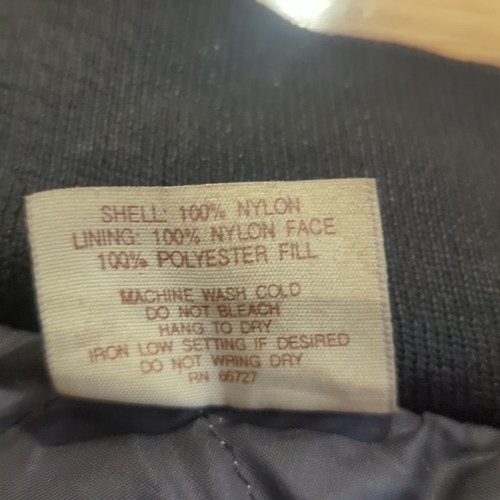 SHELL: 100% NYLON
LINING: 100% NYLON FACE
100% POLYESTER FILL
MACHINE WASH COLD
DO NOT BLEACH
HANG TO DRY
IRON LOW SETTING IF DESIRED
DO NOT WRING DRY
RN 66727